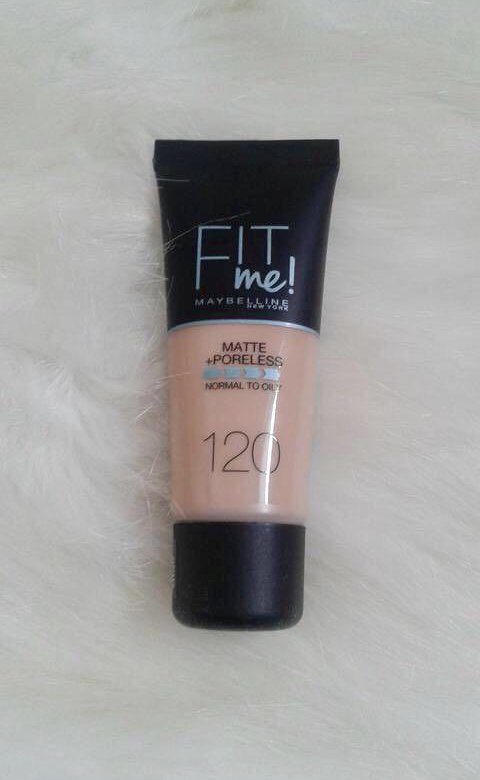 FIT
me!
MAYBELLINE
NEW YORK
MATTE
+PORELESS
NORMAL TO OILY
120